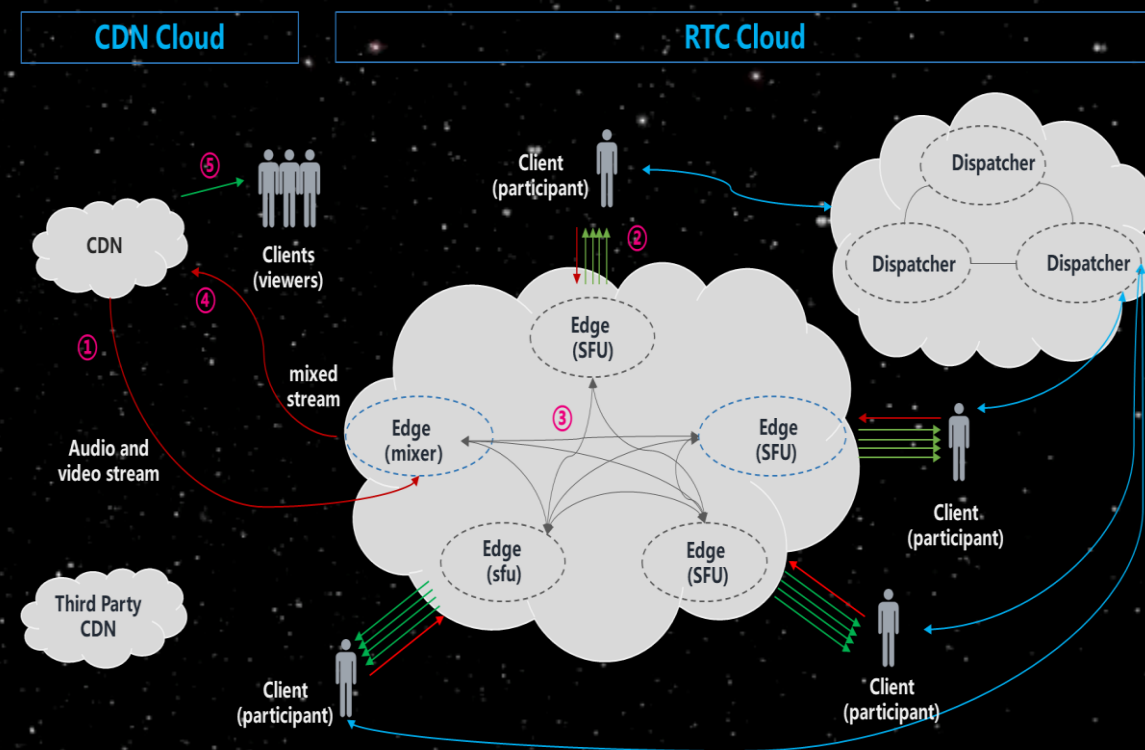 CDN Cloud
RTC Cloud
⑤
Clients
(viewers)
CDN
④
①
mixed
stream
Audio and
video stream
Third Party
CDN
Client
(participant)
②
Dispatcher
Dispatcher
Dispatcher
Edge
(SFU)
③
Edge
(mixer)
Edge
(SFU)
Edge
(sfu)
Edge
(SFU)
Client
(participant)
Client
(participant)
Client
(participant)